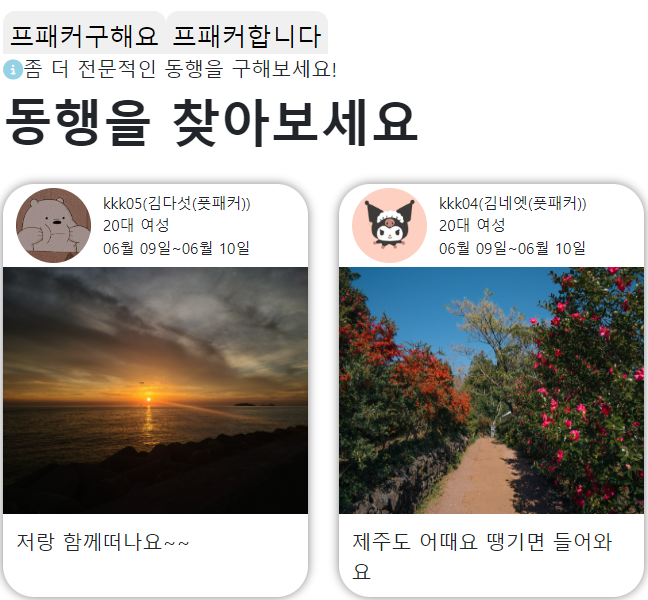 프패커구해요 프패커합니다
좀 더 전문적인 동행을 구해보세요!
동행을 찾아보세요
kkk05(김다섯(픗패커))
20대 여성
06월 09일~06월 10일
저랑 함께떠나요~~
kkk04(김네엣(픗패커))
20대 여성
06월 09일~06월 10일
제주도 어때요 땡기면 들어와
요